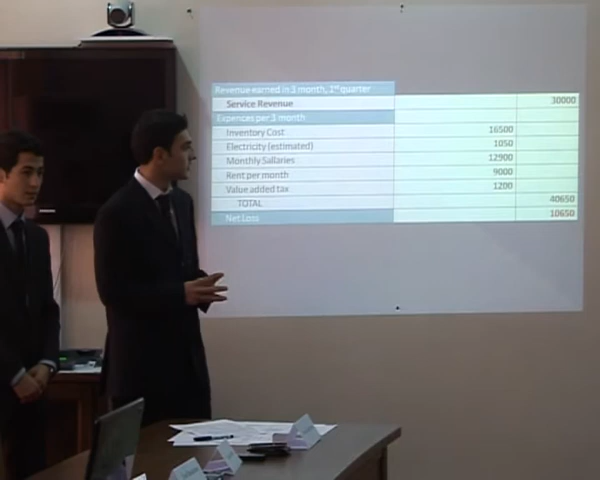 Revenue earned in 3 month, 1st quarter
Service Revenue 30000
Expences per 3 month
Inventory Cost 16500
Electricity (estimated) 1050
Monthly Sallaries 12900
Rent per month 9000
Value added tax 1200
TOTAL 40650
Net Loss 10650